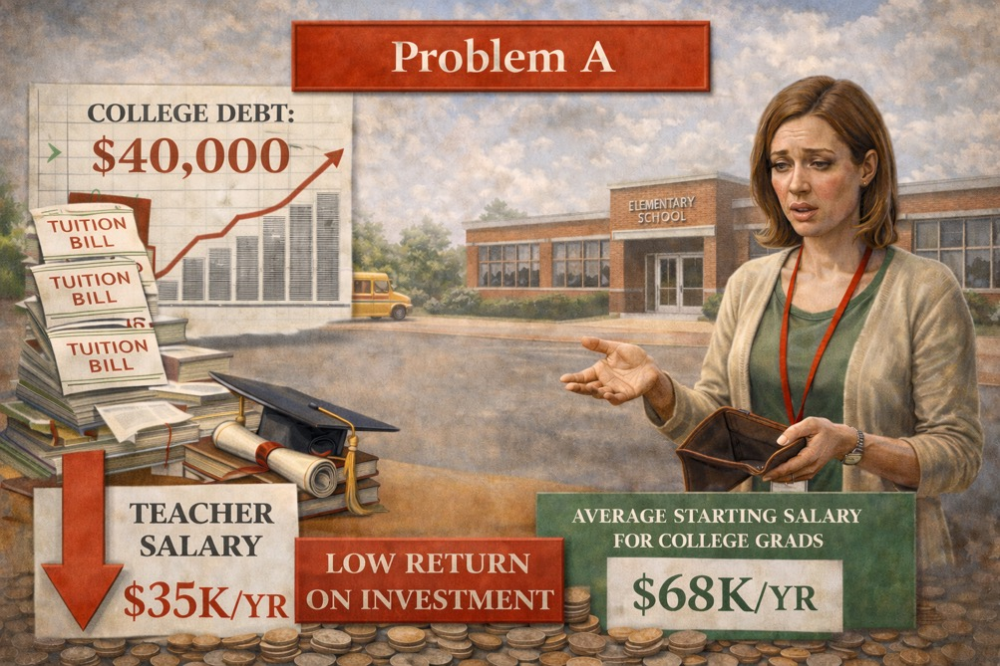 Problem A
COLLEGE DEBT:
$40,000
TUITION
BILL
TUITION
BILL
TUITION
BILL
ELEMENTARY
SCHOOL
TEACHER
SALARY
$35K/YR
LOW RETURN
ON INVESTMENT
AVERAGE STARTING SALARY
FOR COLLEGE GRADS
$68K/YR